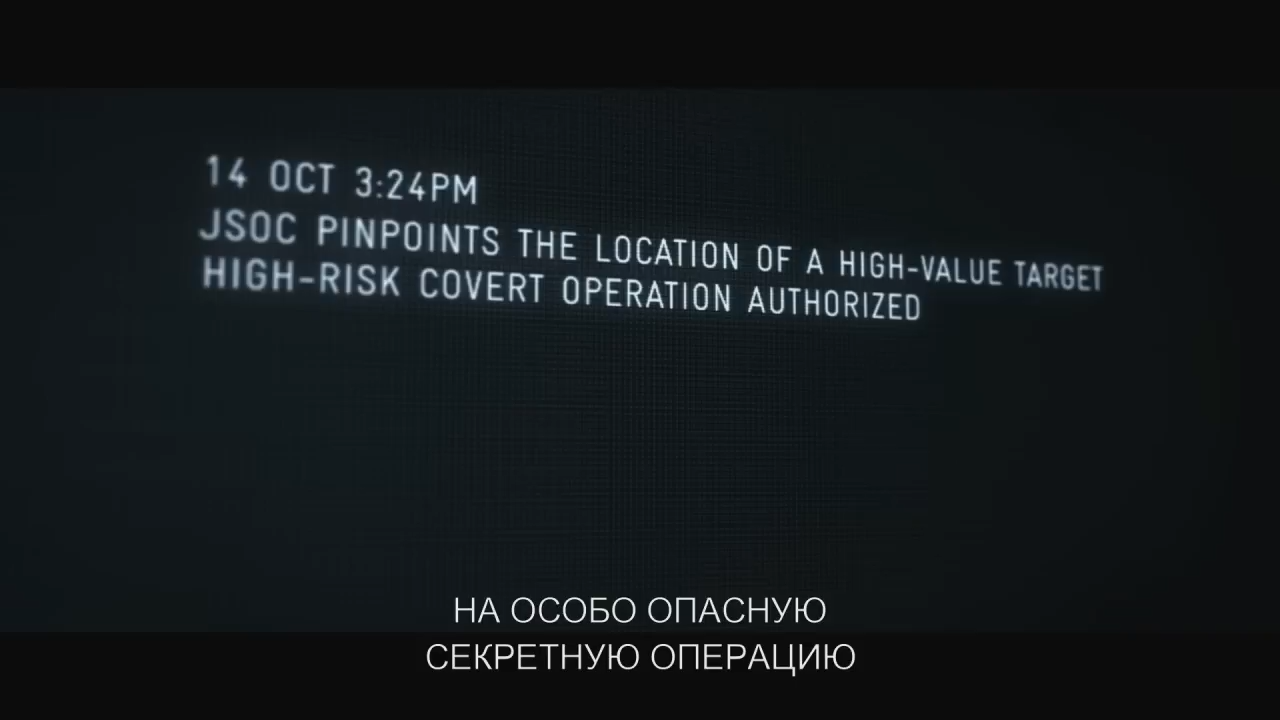 14 OCT 3:24PM
JSOC PINPOINTS THE LOCATION OF A HIGH-VALUE TARGET
HIGH-RISK COVERT OPERATION AUTHORIZED
НА ОСОБО ОПАСНУЮ
СЕКРЕТНУЮ ОПЕРАЦИЮ